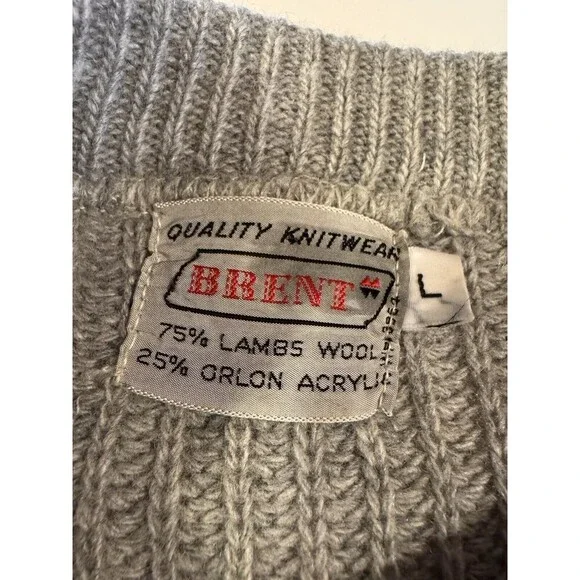 QUALITY KNITWEAR
BRENT
75% LAMBS WOOL
25% ORLON ACRYLIC
L